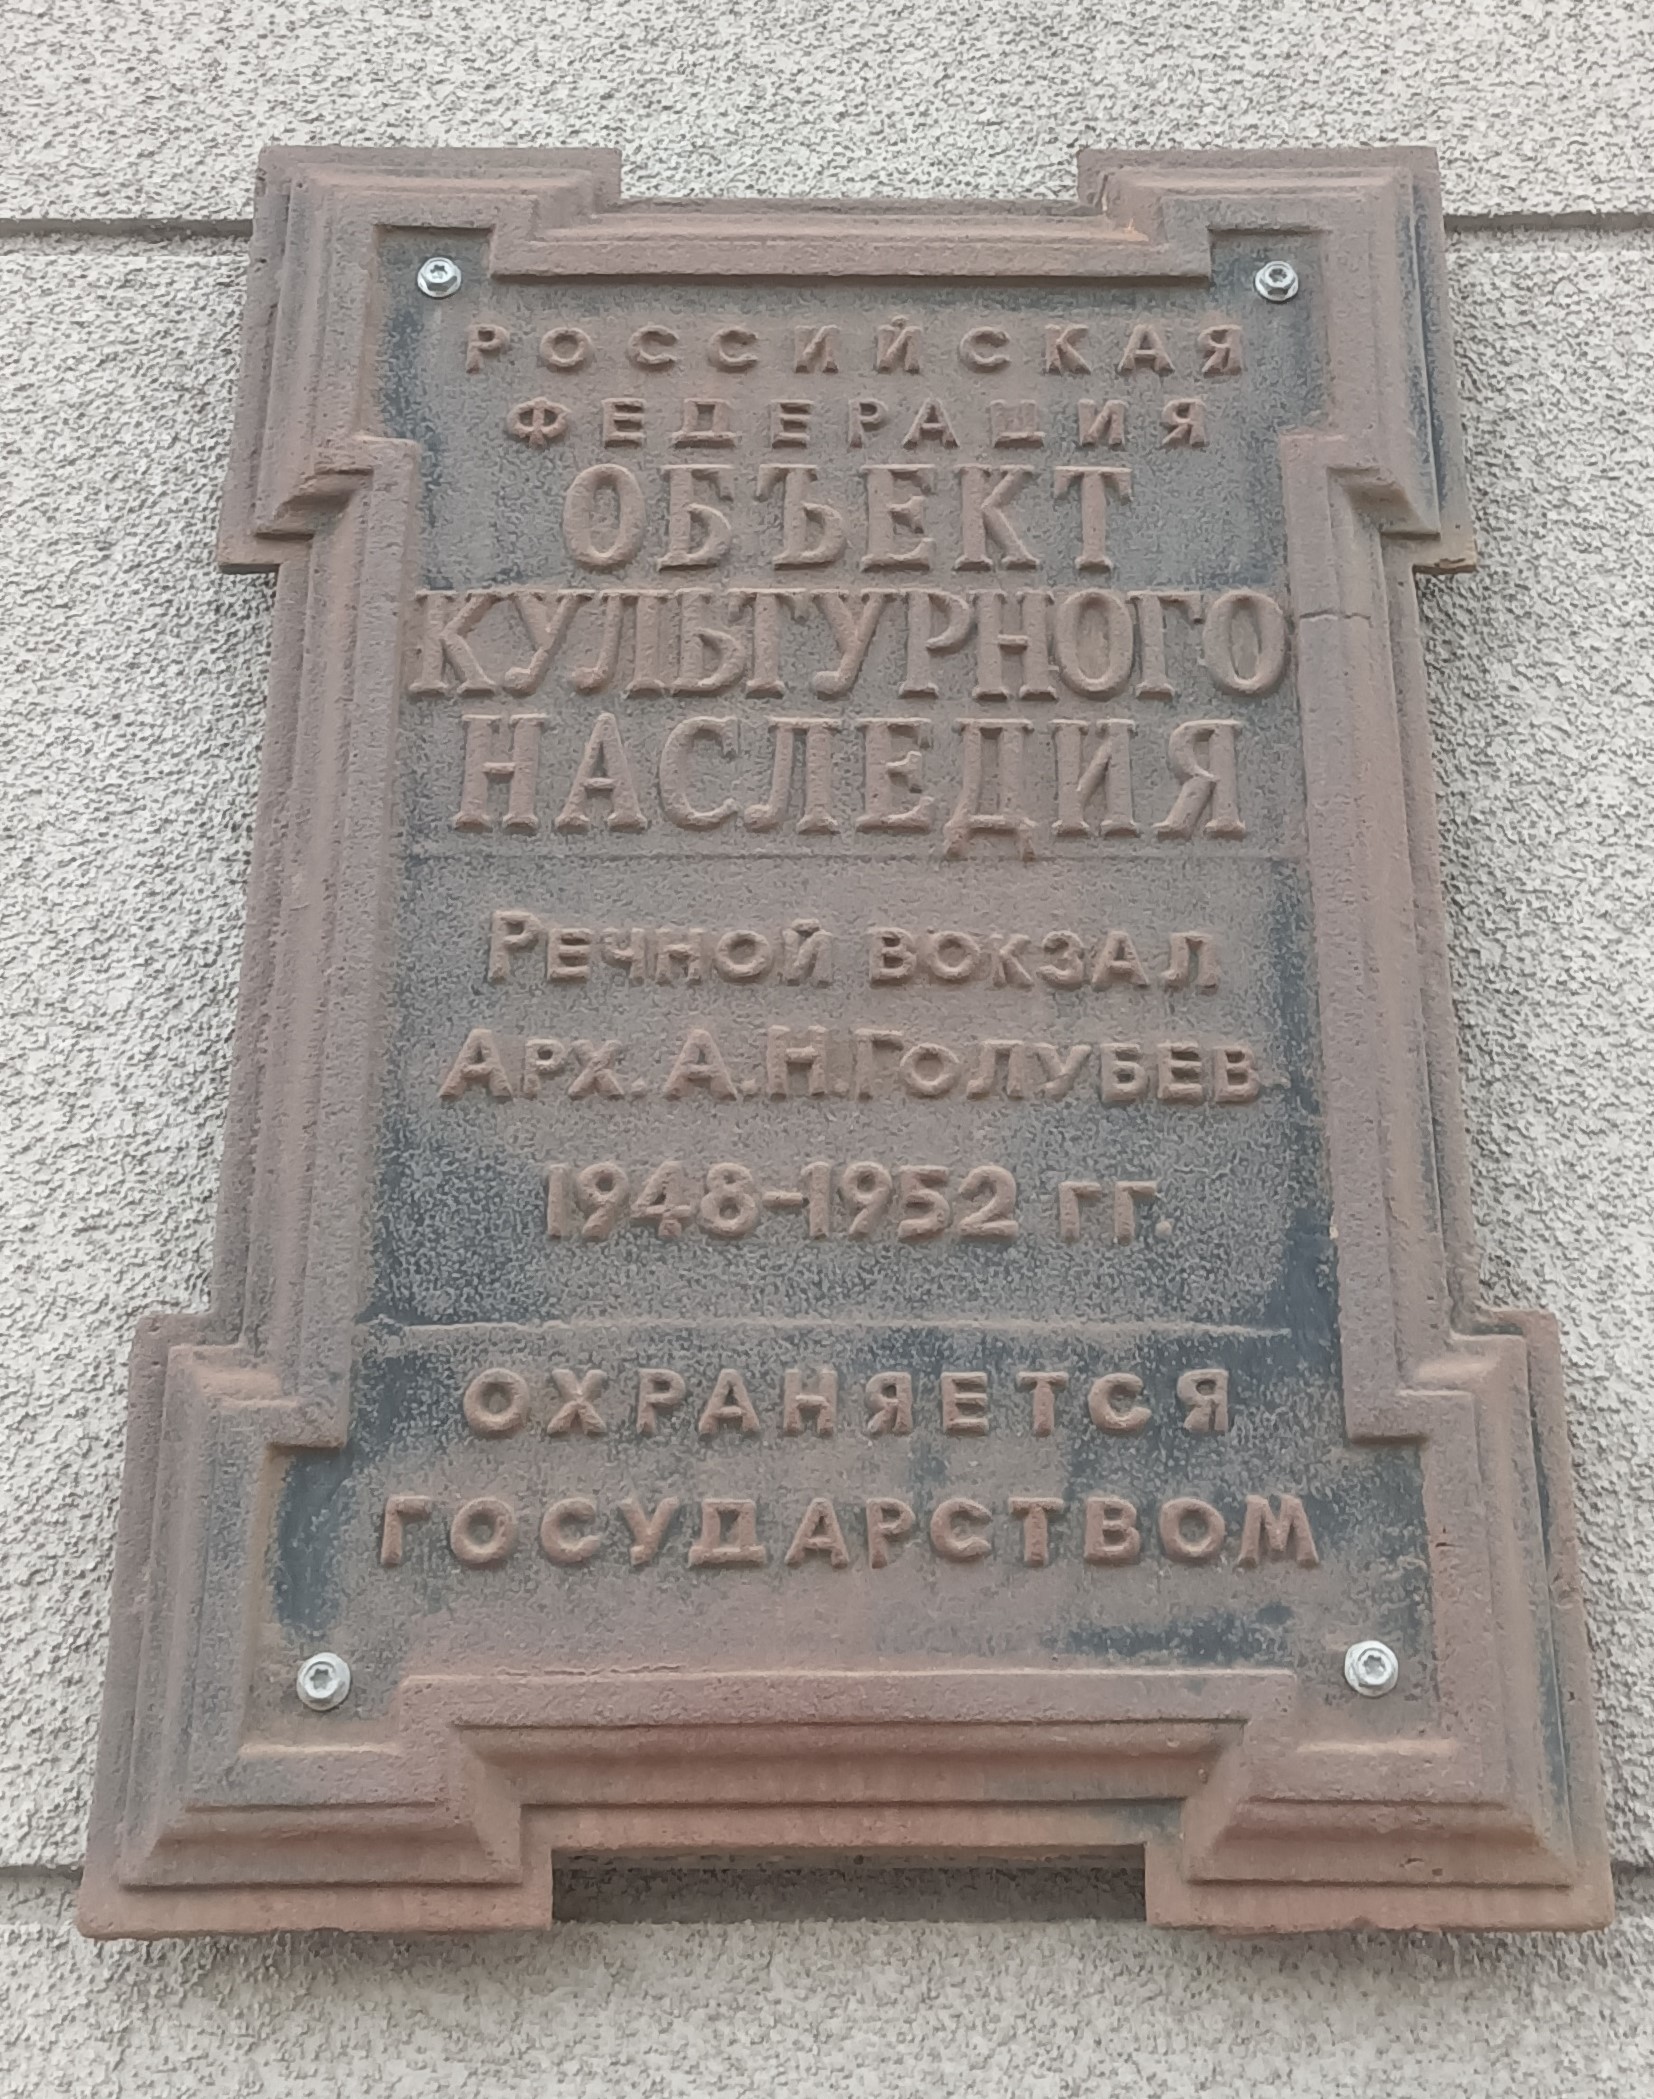 РОССИЙСКАЯ
ФЕДЕРАЦИЯ
ОБЪЕКТ
КУЛЬТУРНОГО
НАСЛЕДИЯ
РЕЧНОЙ ВОКЗАЛ
АРХ. А.Н.ГОЛУБЕВ
1948-1952 ГГ.
ОХРАНЯЕТСЯ
ГОСУДАРСТВОМ